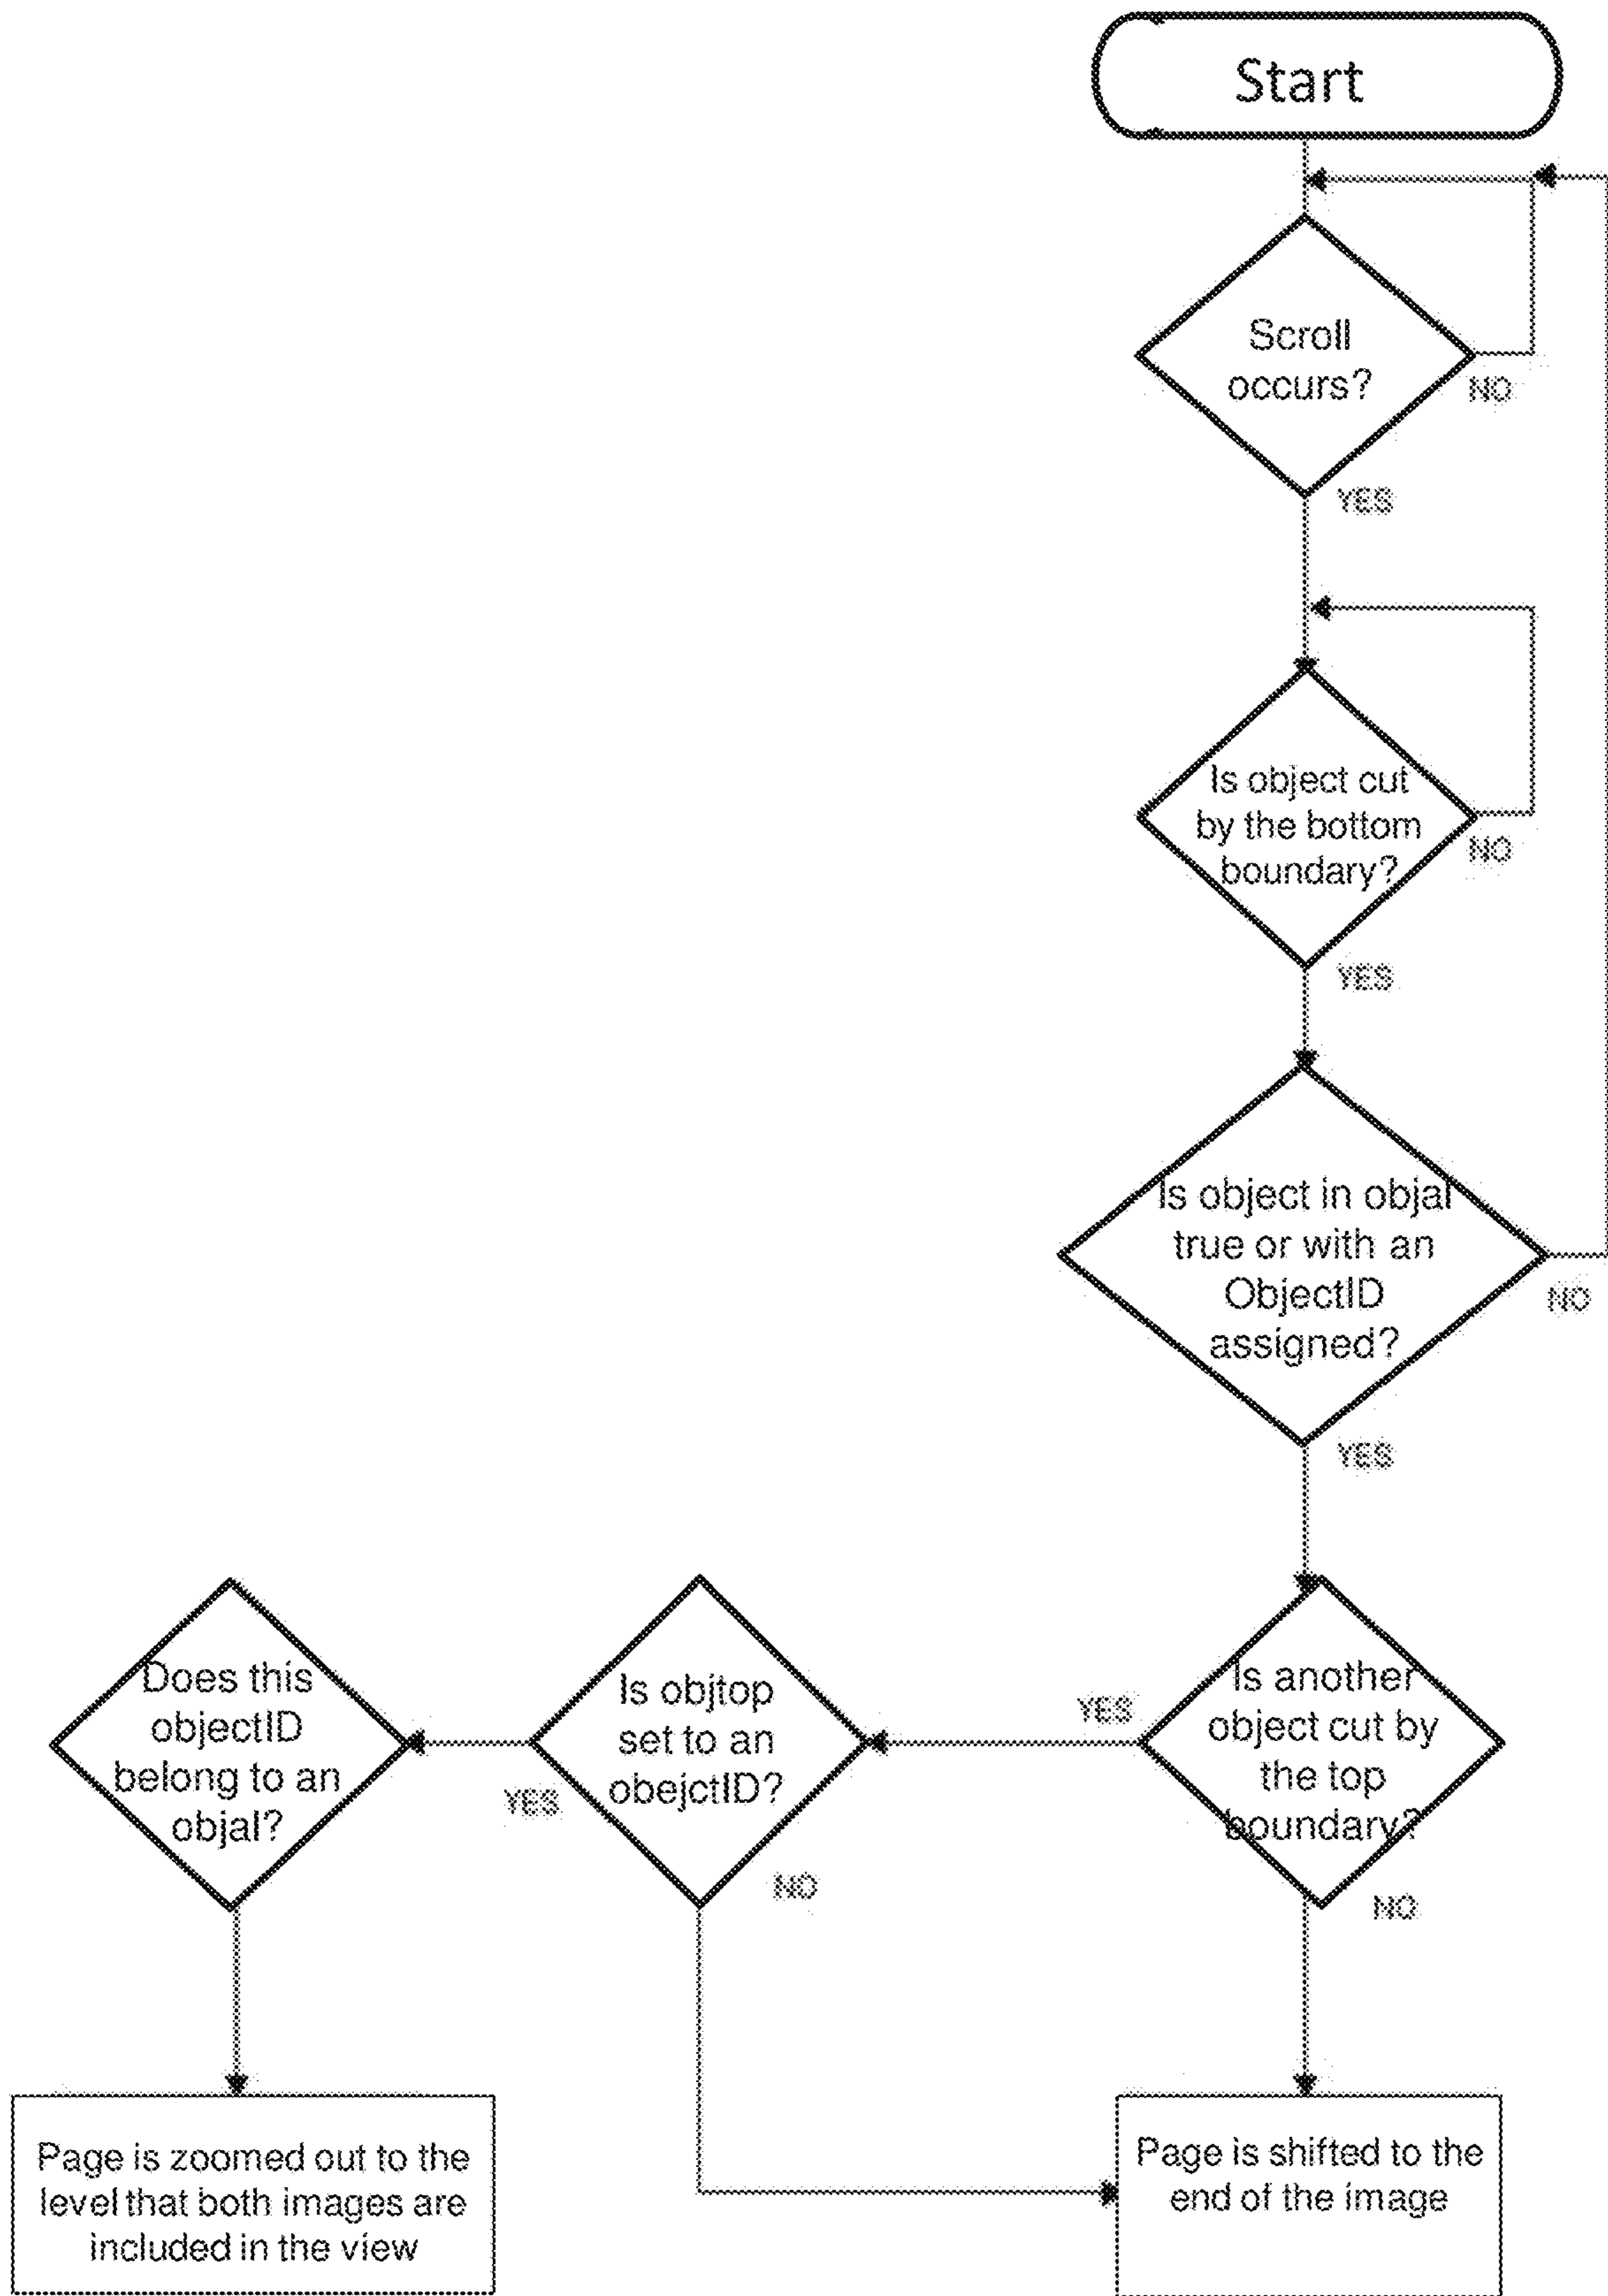 Start
Scroll
occurs?
NO
YES
Is object cut
by the bottom
boundary?
NO
YES
Is object in objal
true or with an
ObjectID
assigned?
NO
YES
Is another
object cut by
the top
boundary?
YES
NO
Is objtop
set to an
obejctID?
YES
NO
Does this
objectID
belong to an
objal?
Page is zoomed out to the
level that both images are
included in the view
Page is shifted to the
end of the image